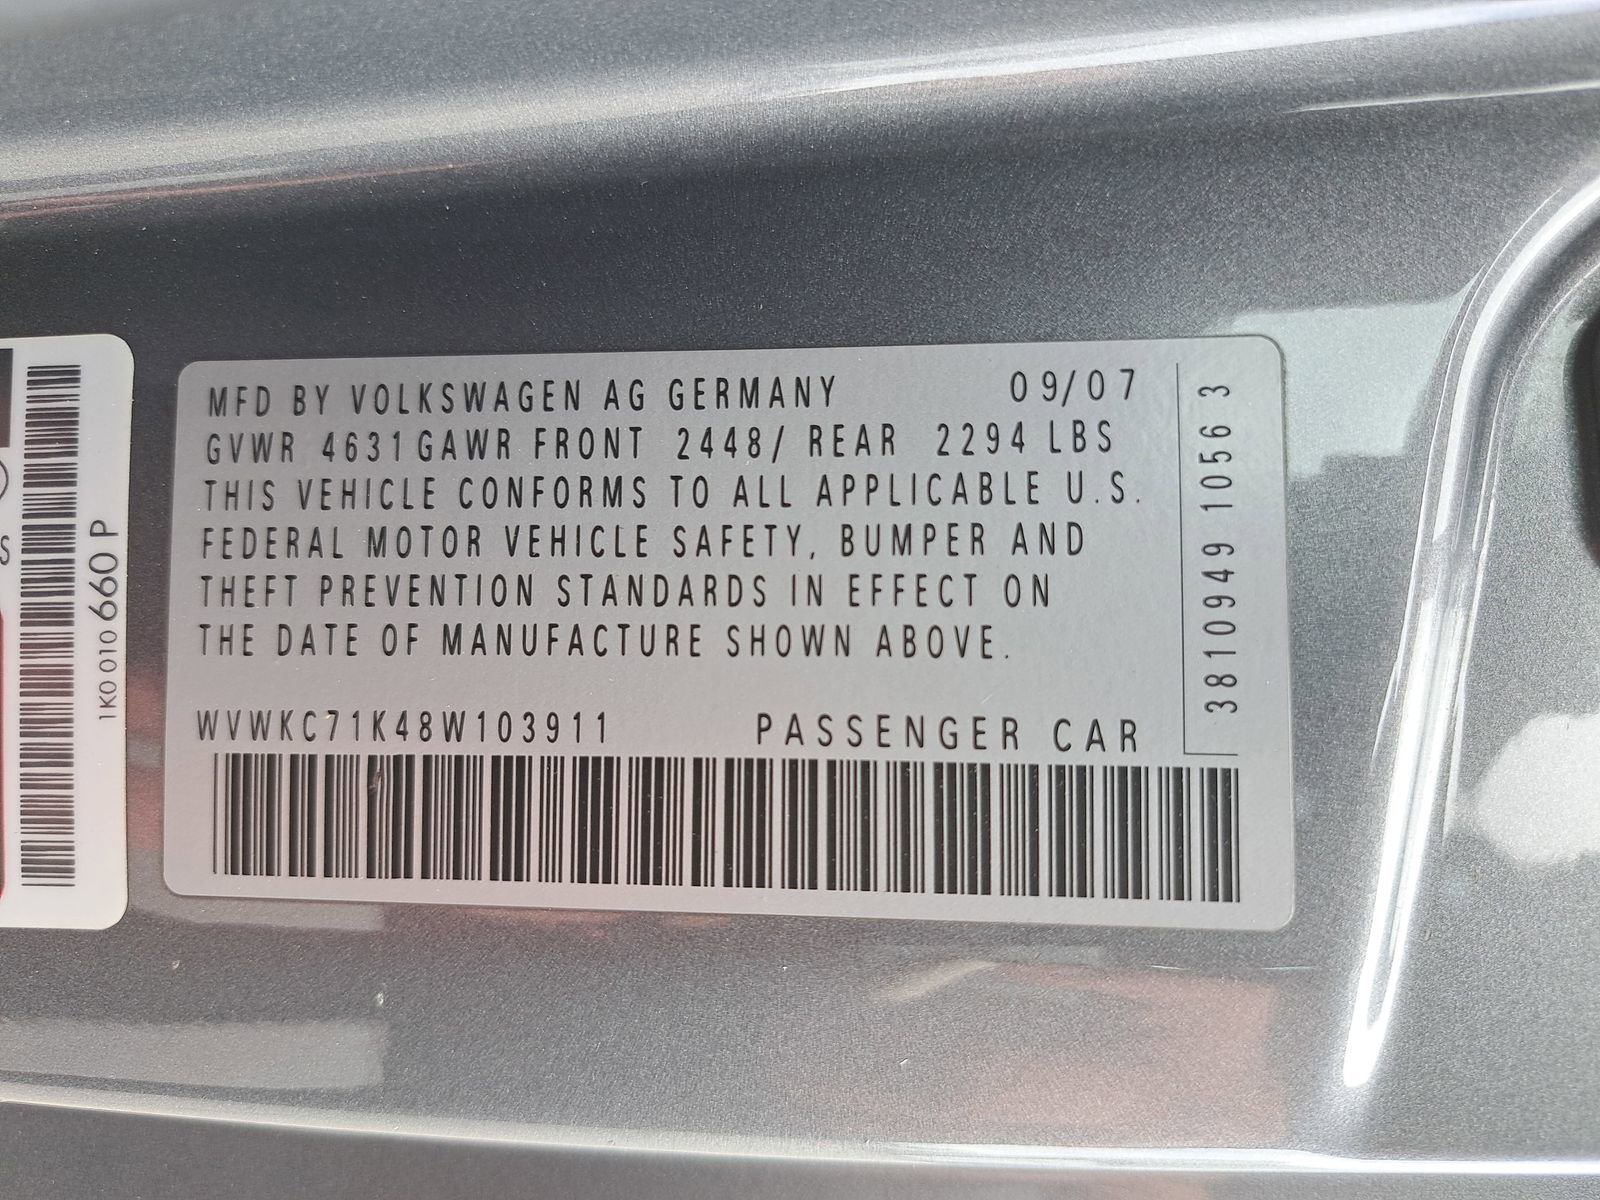 MFD BY VOLKSWAGEN AG GERMANY 09/07
GVWR 4631 GAWR FRONT 2448/ REAR 2294 LBS
THIS VEHICLE CONFORMS TO ALL APPLICABLE U.S.
FEDERAL MOTOR VEHICLE SAFETY, BUMPER AND
THEFT PREVENTION STANDARDS IN EFFECT ON
THE DATE OF MANUFACTURE SHOWN ABOVE.
WVWKC71K48W103911 PASSENGER CAR
3810949 1056 3
1K0 010 660 P
S